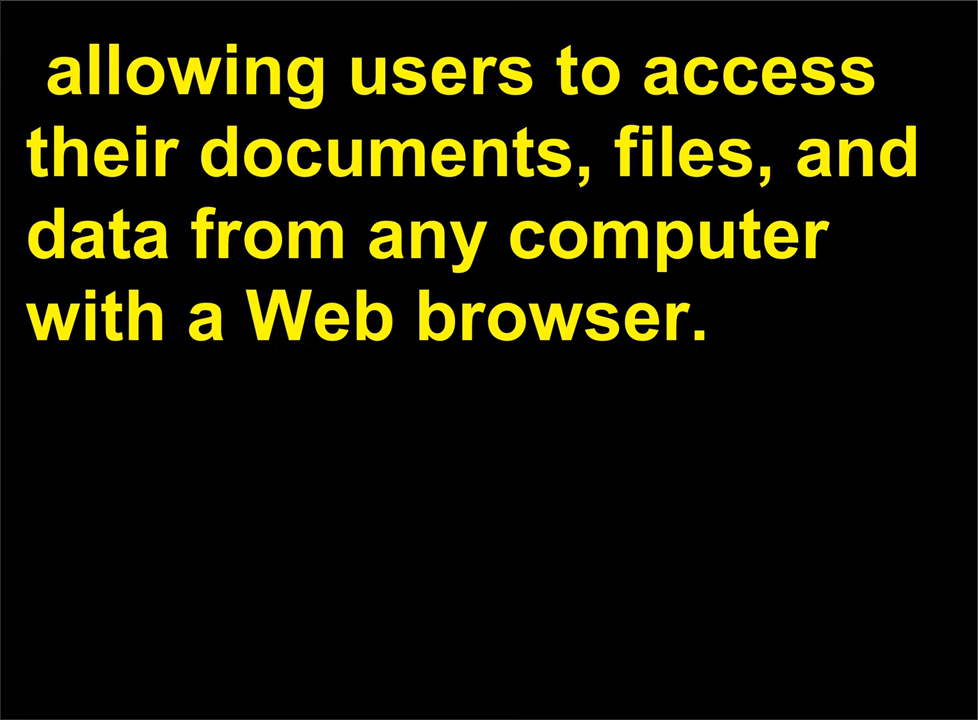 allowing users to access
their documents, files, and
data from any computer
with a Web browser.